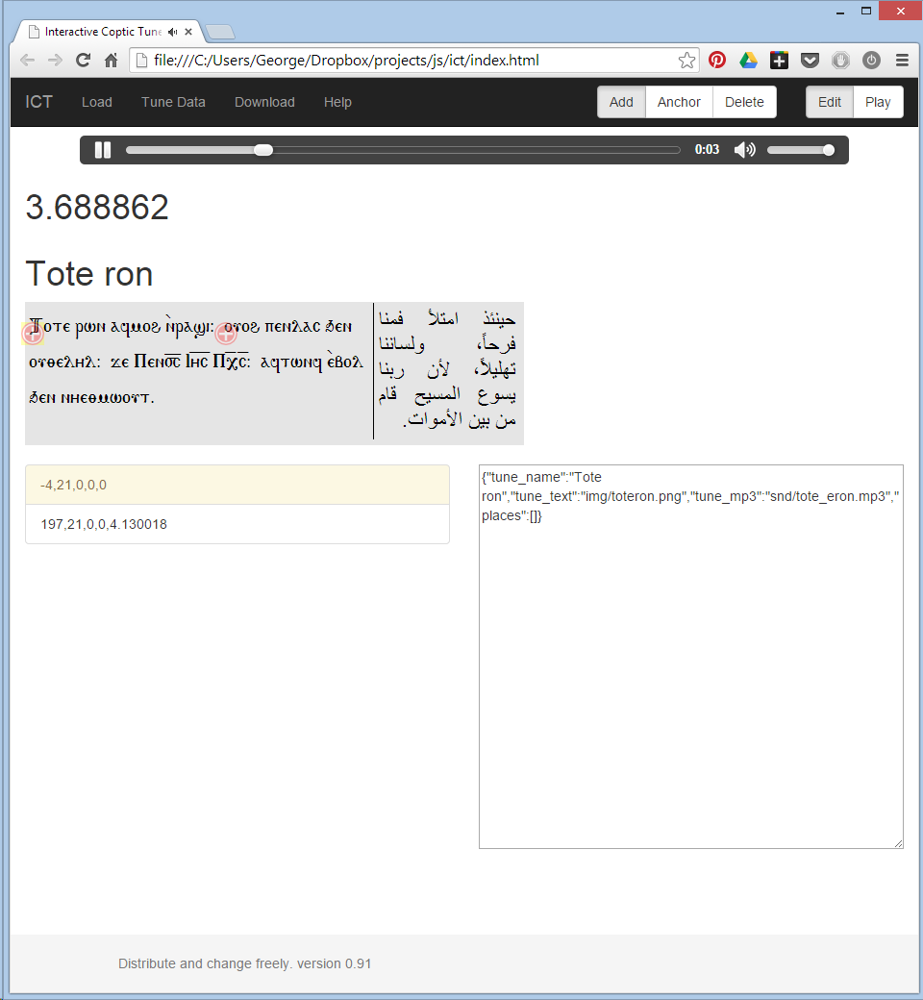 Interactive Coptic Tune
file:///C:/Users/George/Dropbox/projects/js/ict/index.html
ICT Load Tune Data Download Help Add Anchor Delete Edit Play
0:03
3.688862
Tote ron
Ⲧⲟⲧⲉ ⲣⲱⲛ ⲁϥⲙⲟϩ ⲛ̀ⲣⲁϣⲓ: ⲟⲩⲟϩ ⲡⲉⲛⲗⲁⲥ ϧⲉⲛ
ⲟⲩⲑⲉⲗⲏⲗ: ϫⲉ Ⲡⲉⲛⲟ̅ⲥ̅ Ⲓⲏ̅ⲥ̅ Ⲡⲭ̅ⲥ̅: ⲁϥⲧⲱⲛϥ ⲉ̀ⲃⲟⲗ
ϧⲉⲛ ⲛⲏⲉⲑⲙⲱⲟⲩⲧ.
حينئذ امتلأ فمنا
فرحاً، ولساننا
تهليلاً، لأن ربنا
يسوع المسيح قام
من بين الأموات.
-4,21,0,0,0
197,21,0,0,4.130018
{"tune_name":"Tote
ron","tune_text":"img/toteron.png","tune_mp3":"snd/tote_eron.mp3","
places":[]}
Distribute and change freely. version 0.91